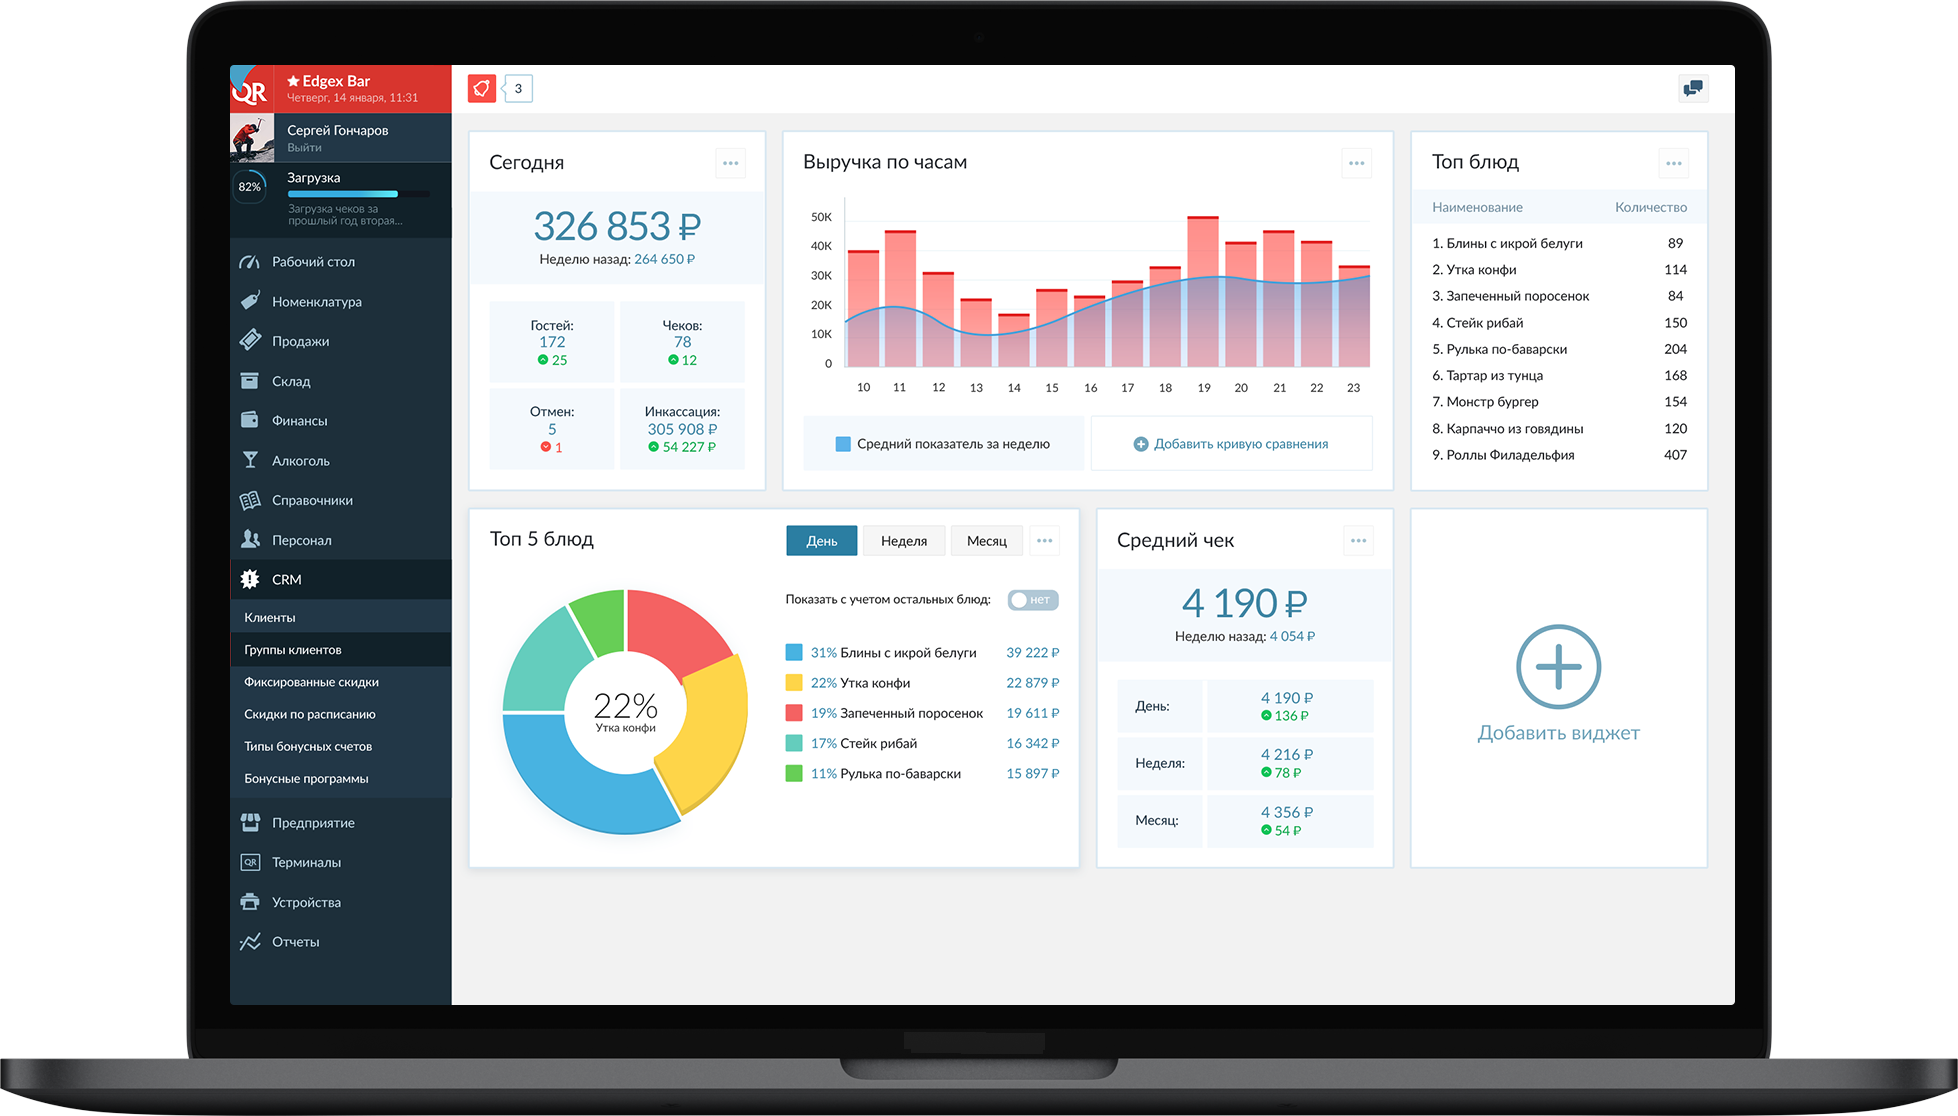 QR
Edgex Bar
Четверг, 14 января, 11:31
Сергей Гончаров
Выйти
82%
Загрузка
Загрузка чеков за
прошлый год вторая...
Рабочий стол
Номенклатура
Продажи
Склад
Финансы
Алкоголь
Справочники
Персонал
CRM
Клиенты
Группы клиентов
Фиксированные скидки
Скидки по расписанию
Типы бонусных счетов
Бонусные программы
Предприятие
QR
Терминалы
Устройства
Отчеты
3
Сегодня
326 853 ₽
Неделю назад: 264 650 ₽
Гостей:
172
25
Чеков:
78
12
Отмен:
5
1
Инкассация:
305 908 ₽
54 227 ₽
Выручка по часам
50K
40K
30K
20K
10K
0
10 11 12 13 14 15 16 17 18 19 20 21 22 23
Средний показатель за неделю
Добавить кривую сравнения
Топ блюд
Наименование Количество
1. Блины с икрой белуги 89
2. Утка конфи 114
3. Запеченный поросенок 84
4. Стейк рибай 150
5. Рулька по-баварски 204
6. Тартар из тунца 168
7. Монстр бургер 154
8. Карпаччо из говядины 120
9. Роллы Филадельфия 407
Топ 5 блюд
День Неделя Месяц
22%
Утка конфи
Показать с учетом остальных блюд: нет
31% Блины с икрой белуги 39 222 ₽
22% Утка конфи 22 879 ₽
19% Запеченный поросенок 19 611 ₽
17% Стейк рибай 16 342 ₽
11% Рулька по-баварски 15 897 ₽
Средний чек
4 190 ₽
Неделю назад: 4 054 ₽
День:
4 190 ₽
136 ₽
Неделя:
4 216 ₽
78 ₽
Месяц:
4 356 ₽
54 ₽
Добавить виджет